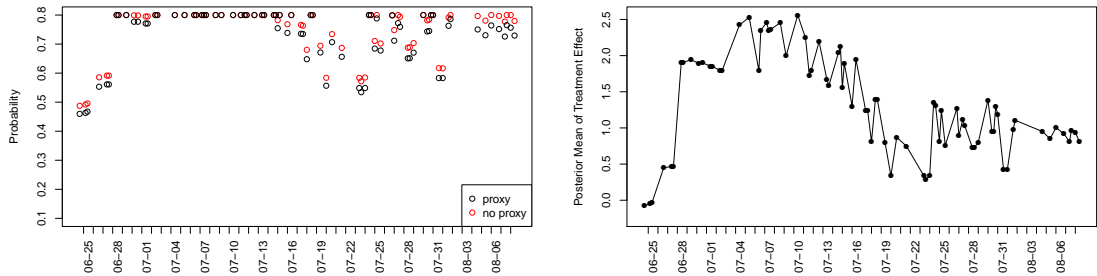 Probability
0.1 0.2 0.3 0.4 0.5 0.6 0.7 0.8
06−25 06−28 07−01 07−04 07−07 07−10 07−13 07−16 07−19 07−22 07−25 07−28 07−31 08−03 08−06
proxy
no proxy
Posterior Mean of Treatment Effect
0.0 0.5 1.0 1.5 2.0 2.5
06−25 06−28 07−01 07−04 07−07 07−10 07−13 07−16 07−19 07−22 07−25 07−28 07−31 08−03 08−06